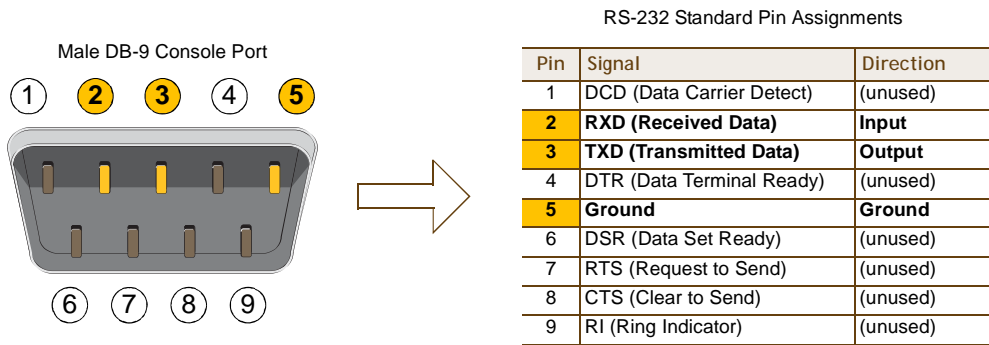 RS-232 Standard Pin Assignments
Male DB-9 Console Port
1 2 3 4 5
6 7 8 9
Pin Signal Direction
1 DCD (Data Carrier Detect) (unused)
2 RXD (Received Data) Input
3 TXD (Transmitted Data) Output
4 DTR (Data Terminal Ready) (unused)
5 Ground Ground
6 DSR (Data Set Ready) (unused)
7 RTS (Request to Send) (unused)
8 CTS (Clear to Send) (unused)
9 RI (Ring Indicator) (unused)